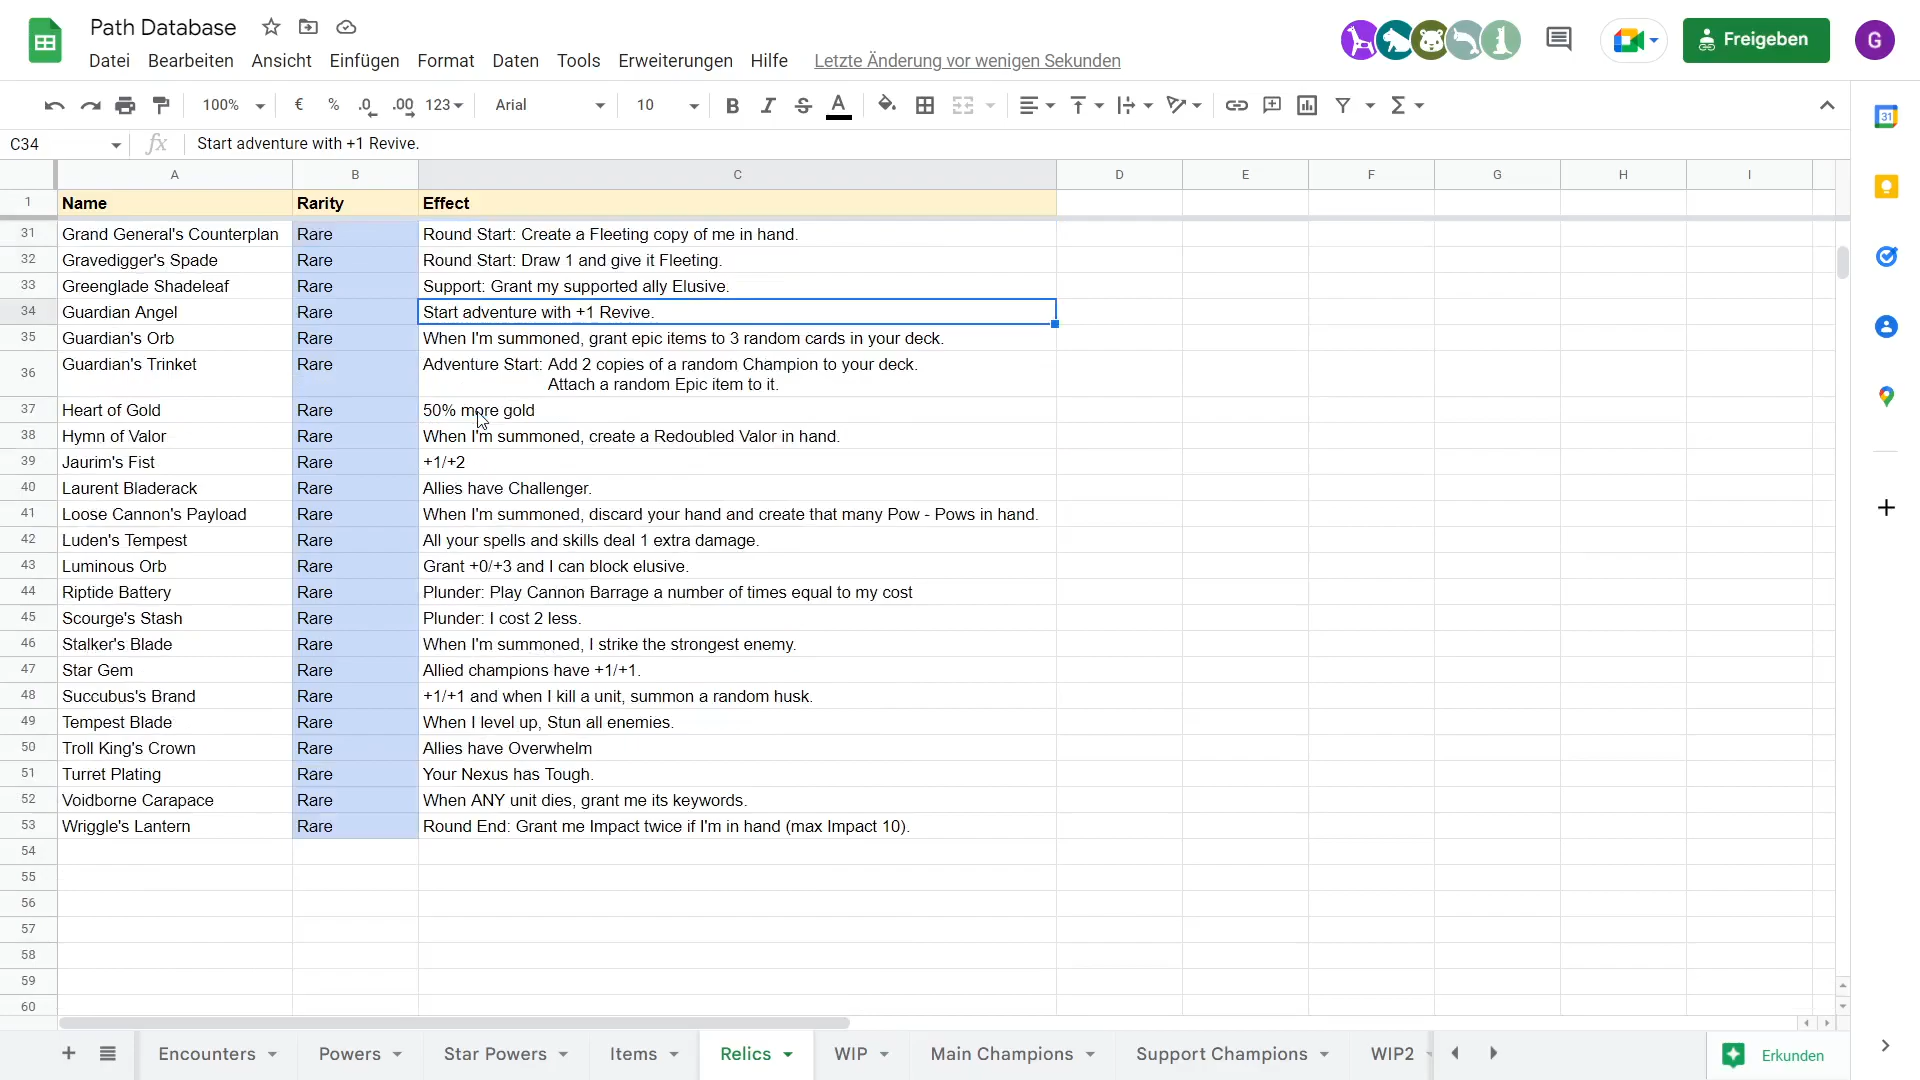 Path Database
Datei Bearbeiten Ansicht Einfügen Format Daten Tools Erweiterungen Hilfe Letzte Änderung vor wenigen Sekunden
Freigeben
G
100% € % .0 .00 123 Arial 10 B I S A Σ
31
C34 fx Start adventure with +1 Revive.
A B C D E F G H I
1 Name Rarity Effect
31 Grand General's Counterplan Rare Round Start: Create a Fleeting copy of me in hand.
32 Gravedigger's Spade Rare Round Start: Draw 1 and give it Fleeting.
33 Greenglade Shadeleaf Rare Support: Grant my supported ally Elusive.
34 Guardian Angel Rare Start adventure with +1 Revive.
35 Guardian's Orb Rare When I'm summoned, grant epic items to 3 random cards in your deck.
36 Guardian's Trinket Rare Adventure Start: Add 2 copies of a random Champion to your deck.
Attach a random Epic item to it.
37 Heart of Gold Rare 50% more gold
38 Hymn of Valor Rare When I'm summoned, create a Redoubled Valor in hand.
39 Jaurim's Fist Rare +1/+2
40 Laurent Bladerack Rare Allies have Challenger.
41 Loose Cannon's Payload Rare When I'm summoned, discard your hand and create that many Pow - Pows in hand.
42 Luden's Tempest Rare All your spells and skills deal 1 extra damage.
43 Luminous Orb Rare Grant +0/+3 and I can block elusive.
44 Riptide Battery Rare Plunder: Play Cannon Barrage a number of times equal to my cost
45 Scourge's Stash Rare Plunder: I cost 2 less.
46 Stalker's Blade Rare When I'm summoned, I strike the strongest enemy.
47 Star Gem Rare Allied champions have +1/+1.
48 Succubus's Brand Rare +1/+1 and when I kill a unit, summon a random husk.
49 Tempest Blade Rare When I level up, Stun all enemies.
50 Troll King's Crown Rare Allies have Overwhelm
51 Turret Plating Rare Your Nexus has Tough.
52 Voidborne Carapace Rare When ANY unit dies, grant me its keywords.
53 Wriggle's Lantern Rare Round End: Grant me Impact twice if I'm in hand (max Impact 10).
54
55
56
57
58
59
60
Encounters Powers Star Powers Items Relics WIP Main Champions Support Champions WIP2 Erkunden